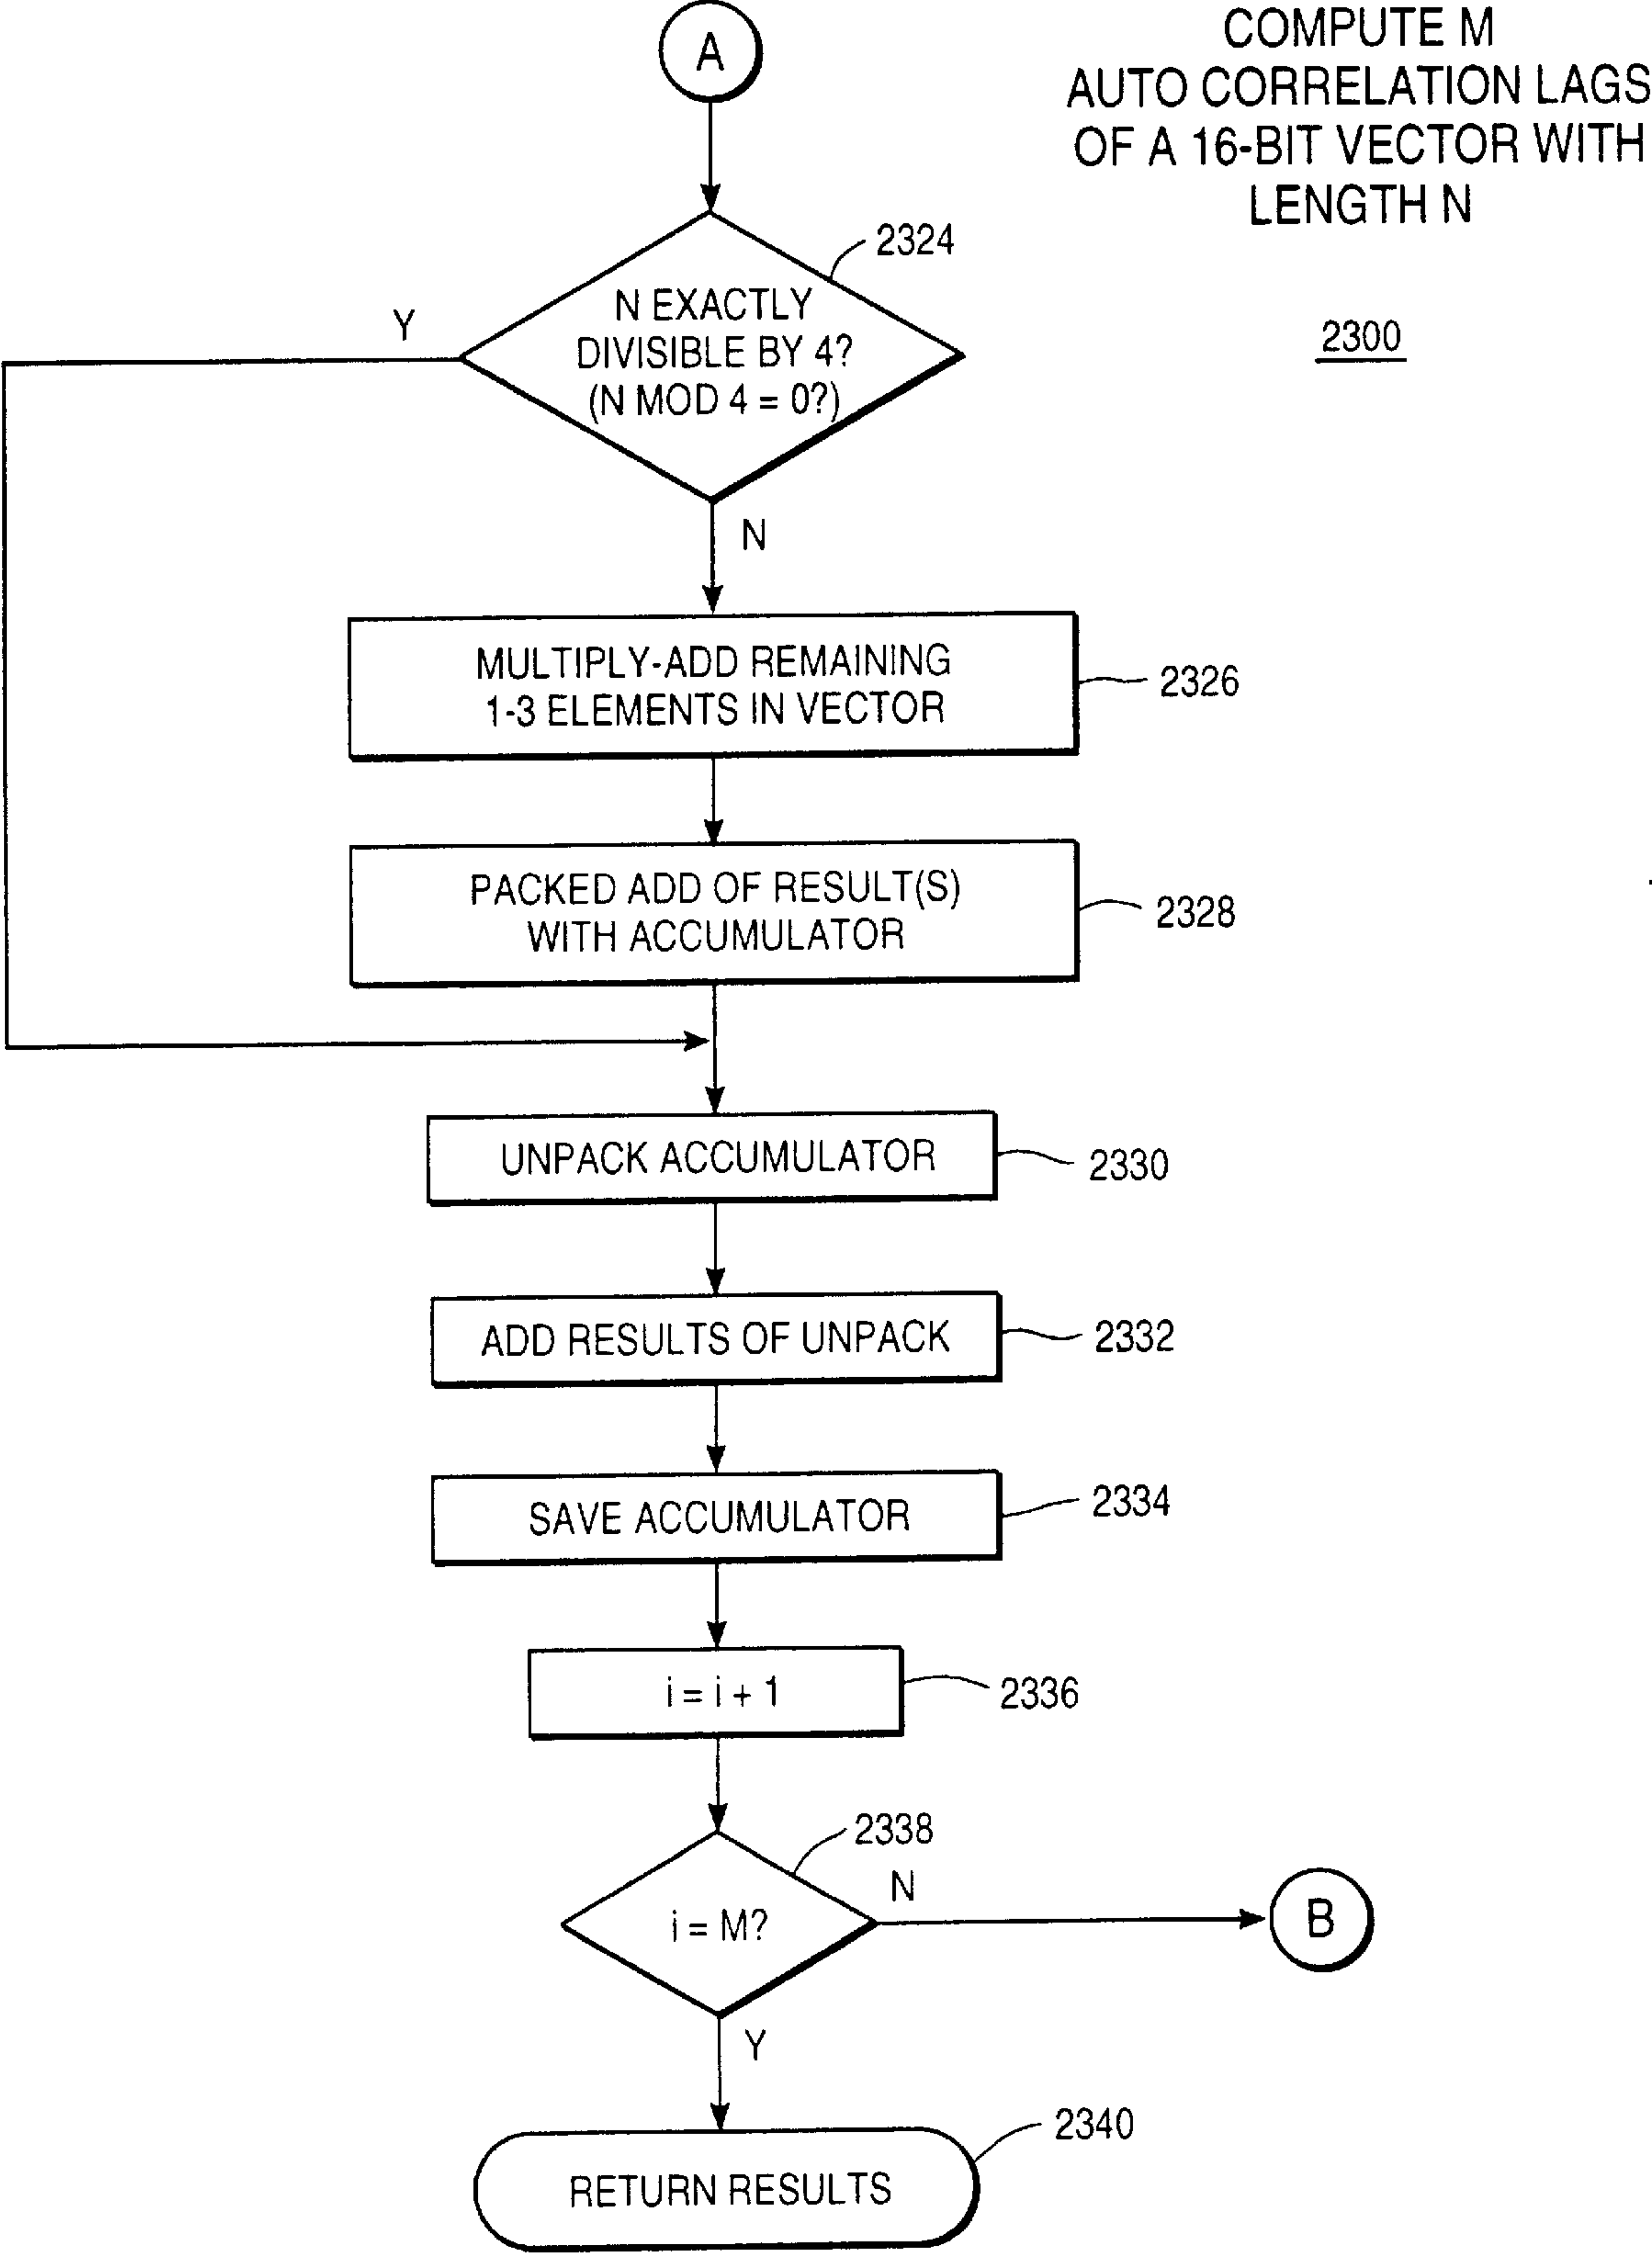 A
COMPUTE M
AUTO CORRELATION LAGS
OF A 16-BIT VECTOR WITH
LENGTH N
2300
2324
N EXACTLY
DIVISIBLE BY 4?
(N MOD 4 = 0?)
Y
N
MULTIPLY-ADD REMAINING
1-3 ELEMENTS IN VECTOR
2326
PACKED ADD OF RESULT(S)
WITH ACCUMULATOR
2328
UNPACK ACCUMULATOR
2330
ADD RESULTS OF UNPACK
2332
SAVE ACCUMULATOR
2334
i = i + 1
2336
2338
i = M?
N
B
Y
RETURN RESULTS
2340